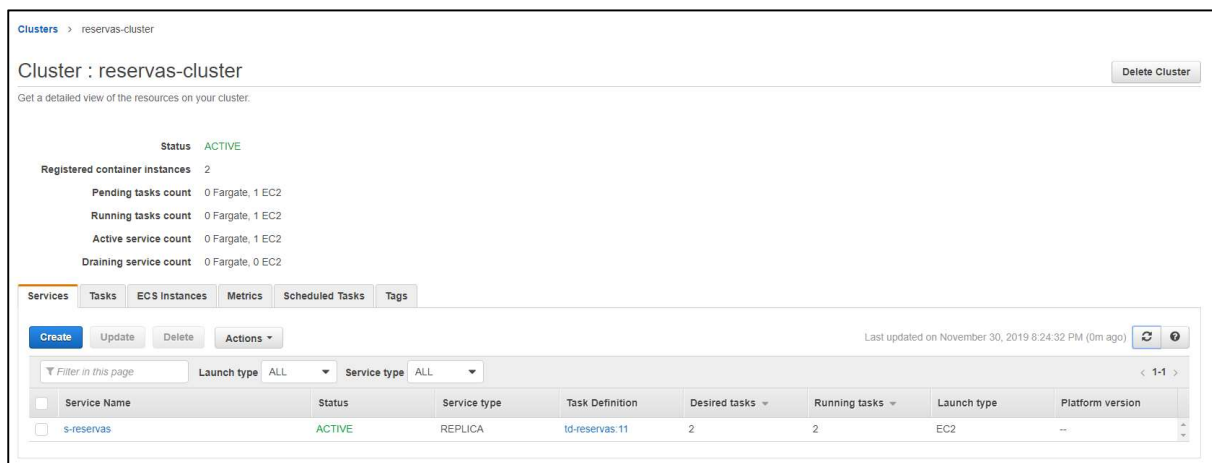 Clusters > reservas-cluster
Cluster : reservas-cluster
Delete Cluster
Get a detailed view of the resources on your cluster.
Status ACTIVE
Registered container instances 2
Pending tasks count 0 Fargate, 1 EC2
Running tasks count 0 Fargate, 1 EC2
Active service count 0 Fargate, 1 EC2
Draining service count 0 Fargate, 0 EC2
Services Tasks ECS Instances Metrics Scheduled Tasks Tags
Create Update Delete Actions Last updated on November 30, 2019 8:24:32 PM (0m ago)
Filter in this page Launch type ALL Service type ALL < 1-1 >
Service Name Status Service type Task Definition Desired tasks Running tasks Launch type Platform version
s-reservas ACTIVE REPLICA td-reservas:11 2 2 EC2 --